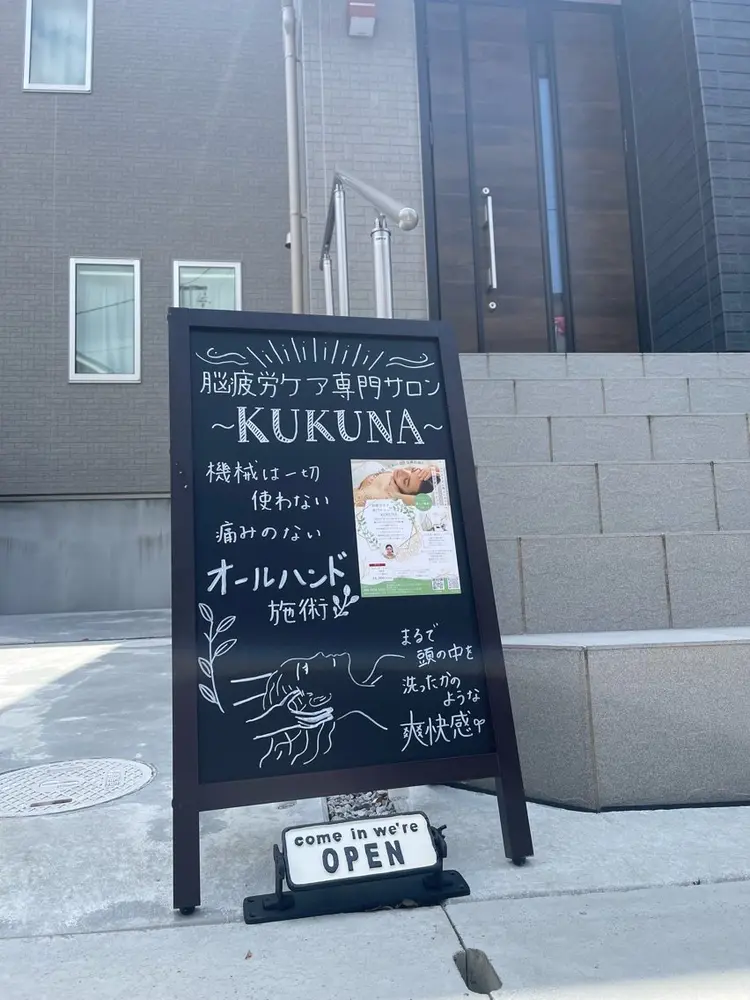 脳疲労ケア専門サロン
～KUKUNA～
機械は一切
使わない
痛みのない
オールハンド
施術
まるで
頭の中を
洗ったかの
ような
爽快感
come in we're
OPEN